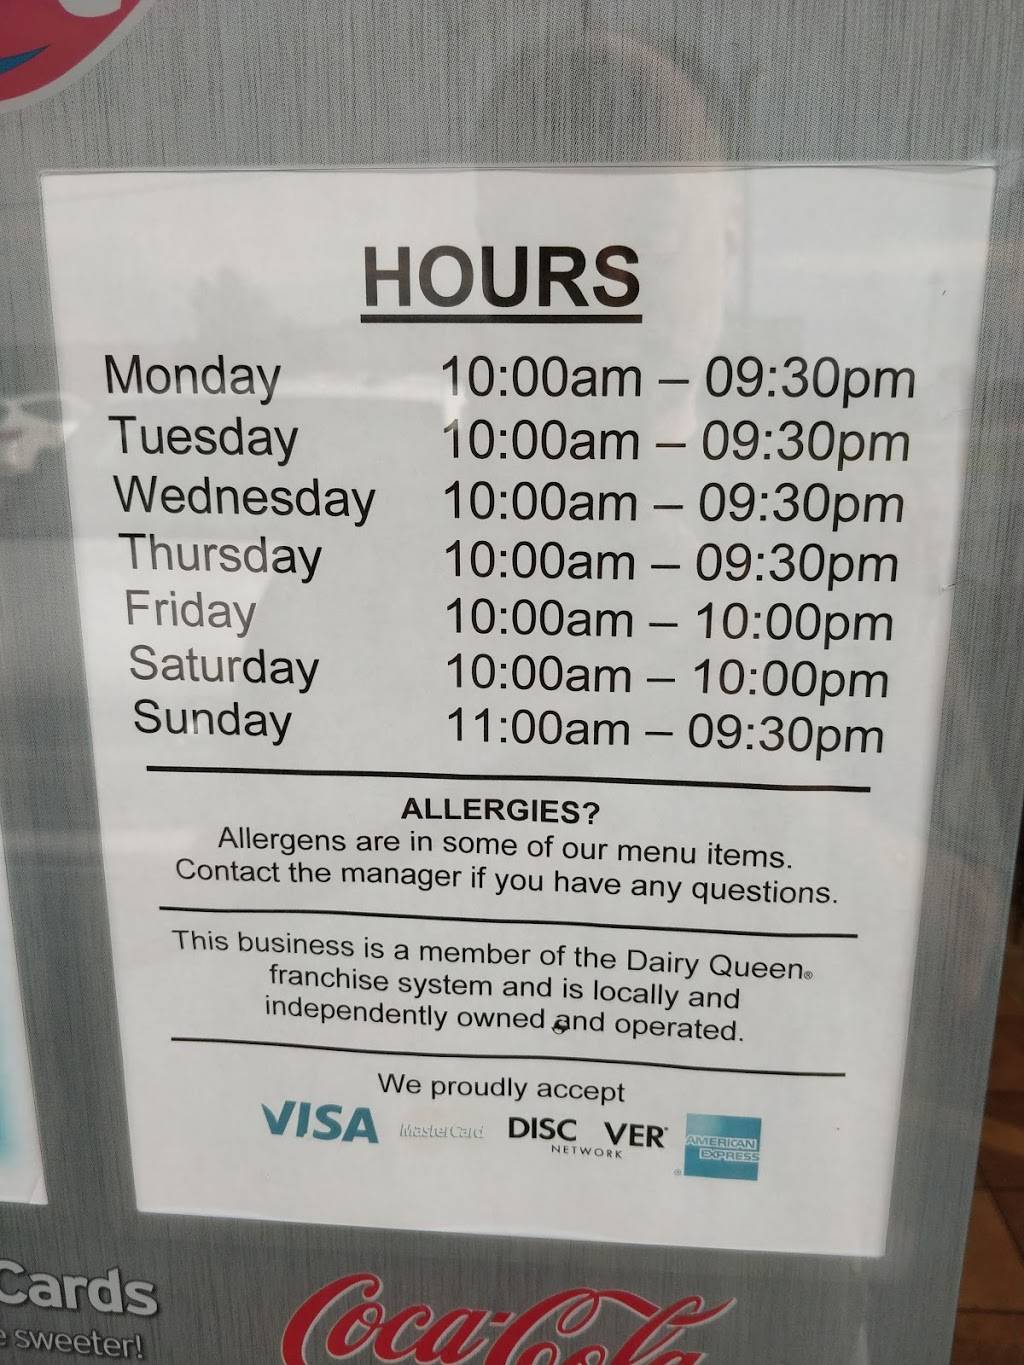 HOURS
Monday 10:00am – 09:30pm
Tuesday 10:00am – 09:30pm
Wednesday 10:00am – 09:30pm
Thursday 10:00am – 09:30pm
Friday 10:00am – 10:00pm
Saturday 10:00am – 10:00pm
Sunday 11:00am – 09:30pm
ALLERGIES?
Allergens are in some of our menu items.
Contact the manager if you have any questions.
This business is a member of the Dairy Queen®
franchise system and is locally and
independently owned and operated.
We proudly accept
VISA MasterCard DISC VER
NETWORK
AMERICAN
EXPRESS
Cards
sweeter!
Coca-Cola